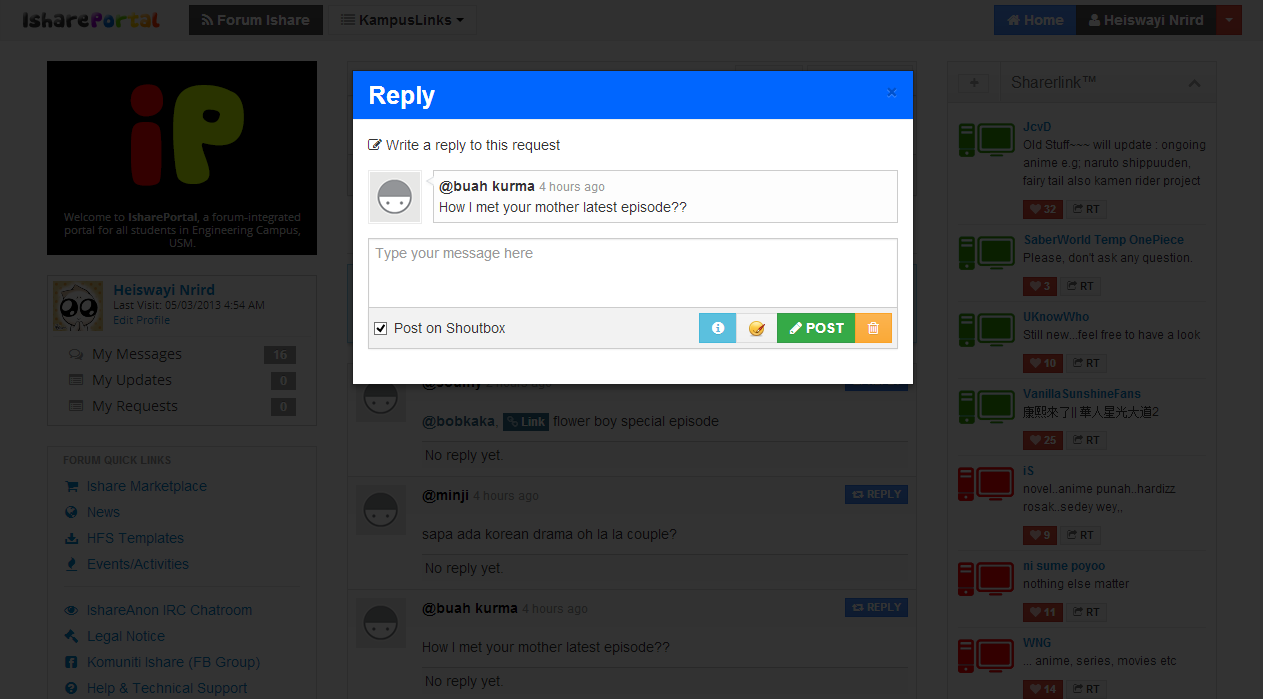 IsharePortal
Forum Ishare
KampusLinks
Home
Heiswayi Nrird
iP
Welcome to IsharePortal, a forum-integrated
portal for all students in Engineering Campus,
USM.
Heiswayi Nrird
Last Visit: 05/03/2013 4:54 AM
Edit Profile
My Messages 16
My Updates 0
My Requests 0
FORUM QUICK LINKS
Ishare Marketplace
News
HFS Templates
Events/Activities
IshareAnon IRC Chatroom
Legal Notice
Komuniti Ishare (FB Group)
Help & Technical Support
Reply ×
Write a reply to this request
@buah kurma 4 hours ago
How I met your mother latest episode??
Type your message here
Post on Shoutbox
POST
@bobkaka, Link flower boy special episode
No reply yet.
@minji 4 hours ago REPLY
sapa ada korean drama oh la la couple?
No reply yet.
@buah kurma 4 hours ago REPLY
How I met your mother latest episode??
No reply yet.
+ Sharerlink™
JcvD
Old Stuff~~~ will update : ongoing
anime e.g; naruto shippuuden,
fairy tail also kamen rider project
32 RT
SaberWorld Temp OnePiece
Please, don't ask any question.
3 RT
UKnowWho
Still new...feel free to have a look
10 RT
VanillaSunshineFans
康熙來了|| 華人星光大道2
25 RT
iS
novel..anime punah..hardizz
rosak..sedey wey,,
9 RT
ni sume poyoo
nothing else matter
11 RT
WNG
... anime, series, movies etc
14 RT